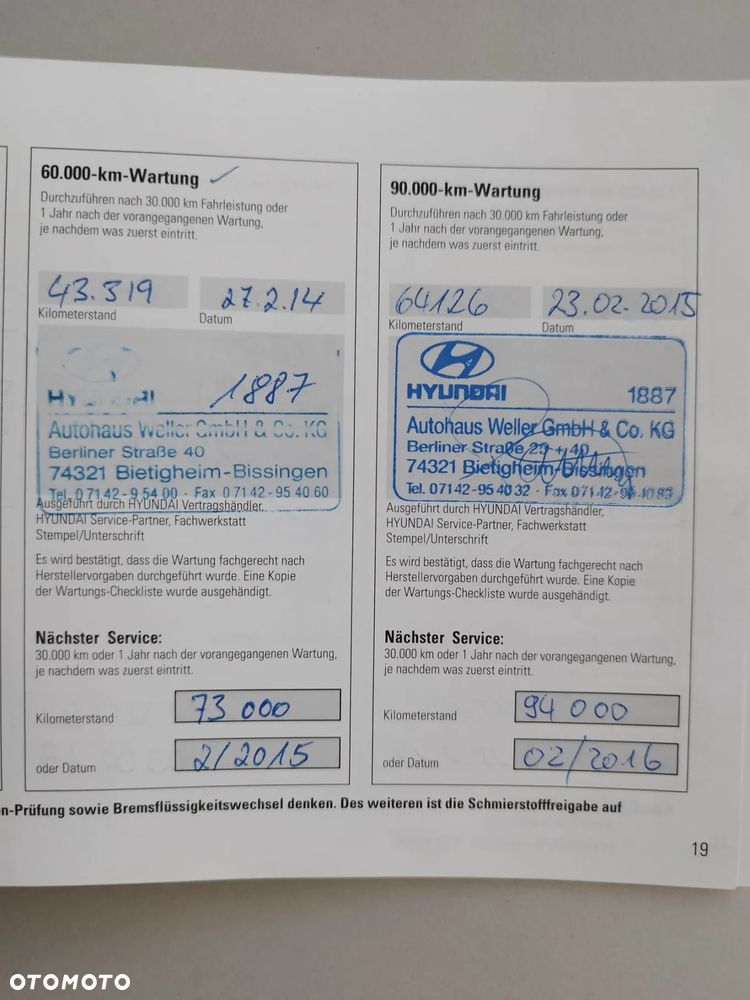 60.000-km-Wartung ✓
Durchzuführen nach 30.000 km Fahrleistung oder
1 Jahr nach der vorangegangenen Wartung,
je nachdem was zuerst eintritt.
43.319 27.2.14
Kilometerstand Datum
HYUNDAI 1887
Autohaus Weller GmbH & Co. KG
Berliner Straße 40
74321 Bietigheim-Bissingen
Tel. 07142-95400 · Fax 07142-954060
Ausgeführt durch HYUNDAI Vertragshändler,
HYUNDAI Service-Partner, Fachwerkstatt
Stempel/Unterschrift
Es wird bestätigt, dass die Wartung fachgerecht nach
Herstellervorgaben durchgeführt wurde. Eine Kopie
der Wartungs-Checkliste wurde ausgehändigt.
Nächster Service:
30.000 km oder 1 Jahr nach der vorangegangenen Wartung,
je nachdem was zuerst eintritt.
Kilometerstand 73 000
oder Datum 2/2015
90.000-km-Wartung
Durchzuführen nach 30.000 km Fahrleistung oder
1 Jahr nach der vorangegangenen Wartung,
je nachdem was zuerst eintritt.
64126 23.02.2015
Kilometerstand Datum
HYUNDAI 1887
Autohaus Weller GmbH & Co. KG
Berliner Straße 40
74321 Bietigheim-Bissingen
Tel. 07142-954032 · Fax 07142-95
Ausgeführt durch HYUNDAI Vertragshändler,
HYUNDAI Service-Partner, Fachwerkstatt
Stempel/Unterschrift
Es wird bestätigt, dass die Wartung fachgerecht nach
Herstellervorgaben durchgeführt wurde. Eine Kopie
der Wartungs-Checkliste wurde ausgehändigt.
Nächster Service:
30.000 km oder 1 Jahr nach der vorangegangenen Wartung,
je nachdem was zuerst eintritt.
Kilometerstand 94 000
oder Datum 02/2016
n-Prüfung sowie Bremsflüssigkeitswechsel denken. Des weiteren ist die Schmierstofffreigabe auf
19
OTOMOTO